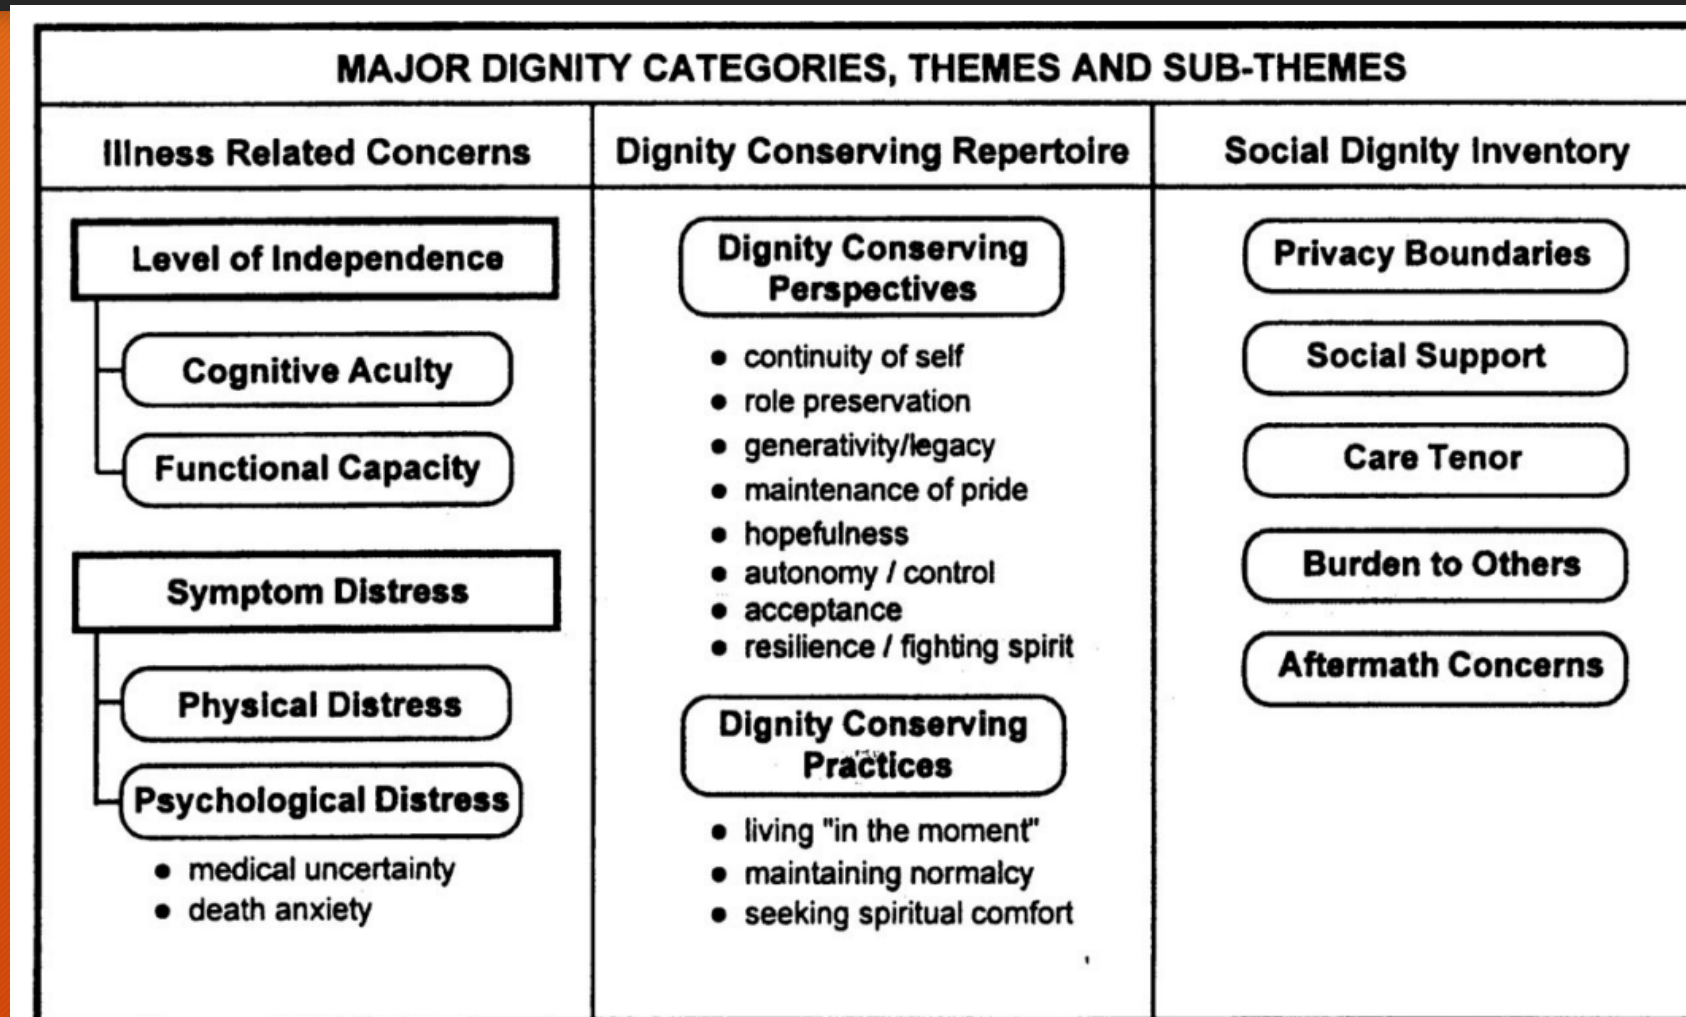 MAJOR DIGNITY CATEGORIES, THEMES AND SUB-THEMES
Illness Related Concerns
Level of Independence
Cognitive Acuity
Functional Capacity
Symptom Distress
Physical Distress
Psychological Distress
● medical uncertainty
● death anxiety
Dignity Conserving Repertoire
Dignity Conserving
Perspectives
● continuity of self
● role preservation
● generativity/legacy
● maintenance of pride
● hopefulness
● autonomy / control
● acceptance
● resilience / fighting spirit
Dignity Conserving
Practices
● living "in the moment"
● maintaining normalcy
● seeking spiritual comfort
Social Dignity Inventory
Privacy Boundaries
Social Support
Care Tenor
Burden to Others
Aftermath Concerns